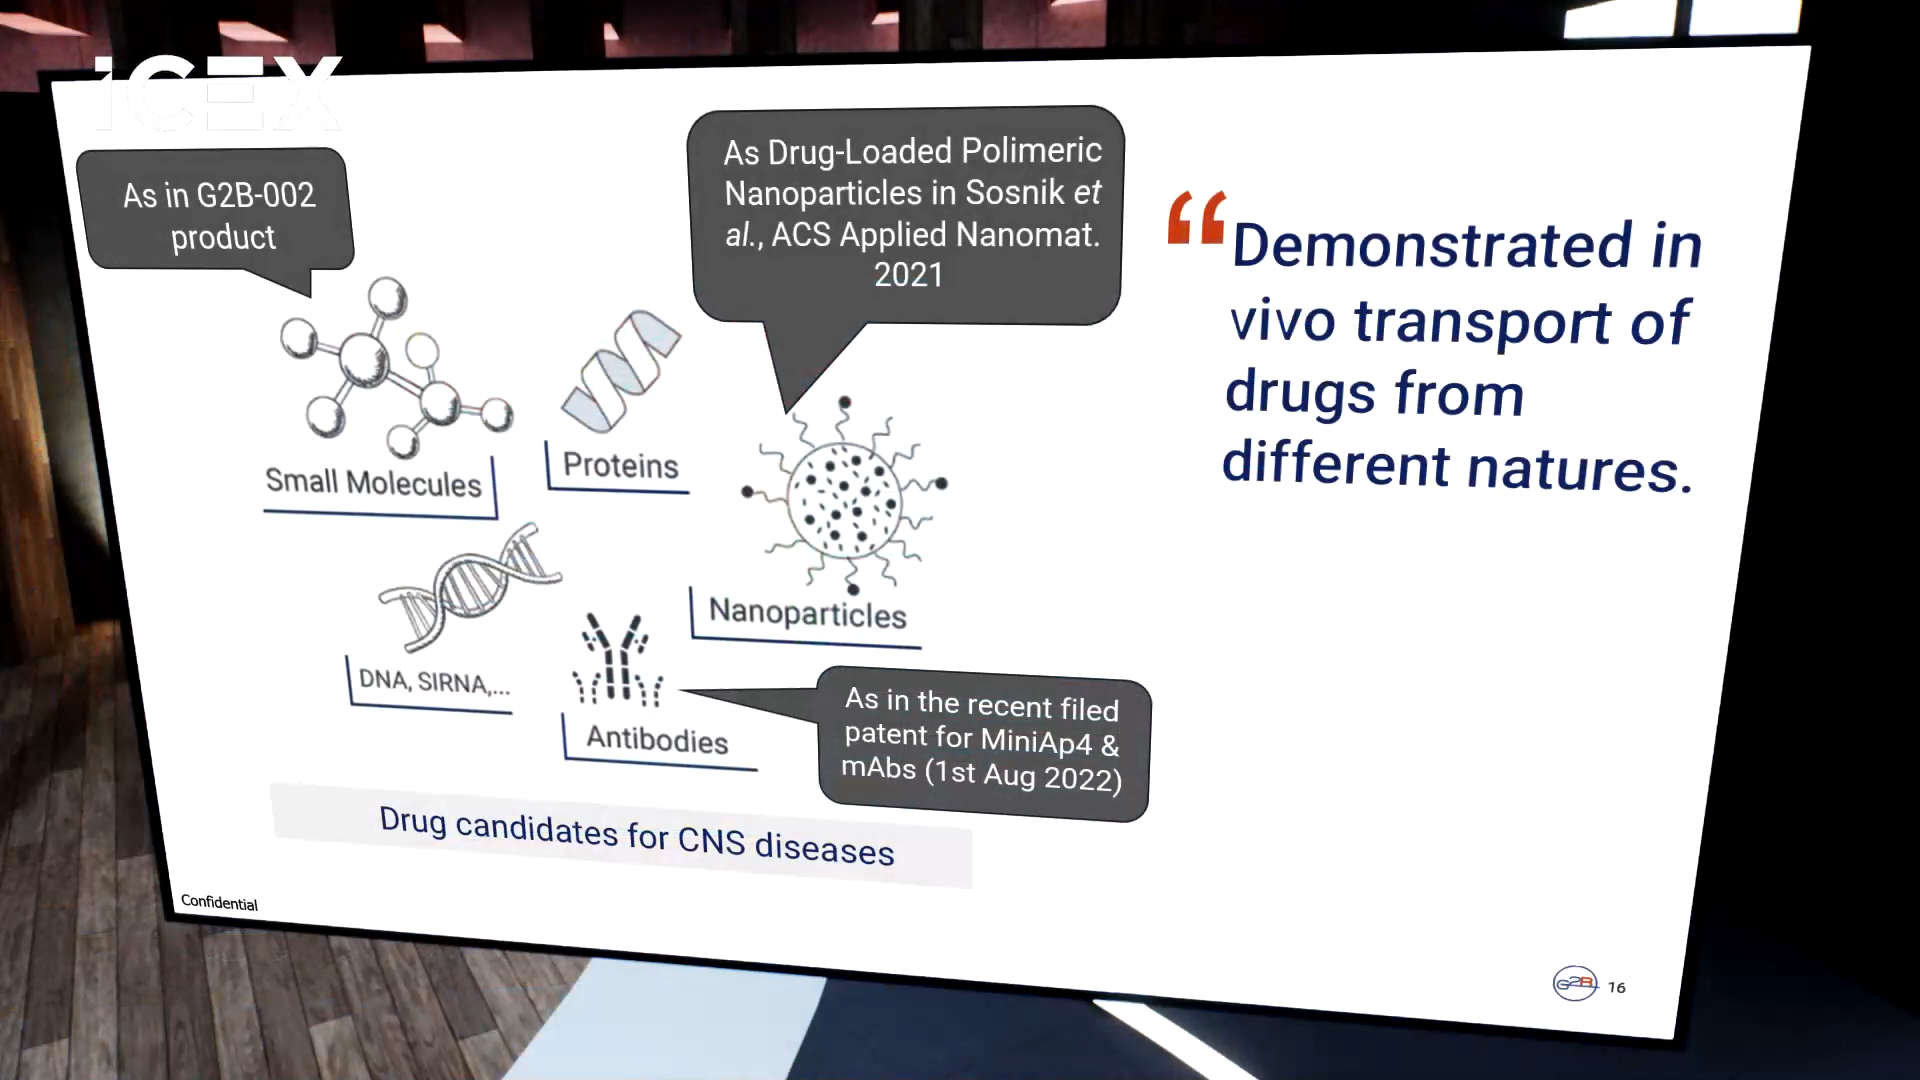 iCEX
As in G2B-002
product
As Drug-Loaded Polimeric
Nanoparticles in Sosnik et
al., ACS Applied Nanomat.
2021
“Demonstrated in
vivo transport of
drugs from
different natures.
Small Molecules
Proteins
Nanoparticles
DNA, SIRNA,...
Antibodies
As in the recent filed
patent for MiniAp4 &
mAbs (1st Aug 2022)
Drug candidates for CNS diseases
Confidential
G2B
16